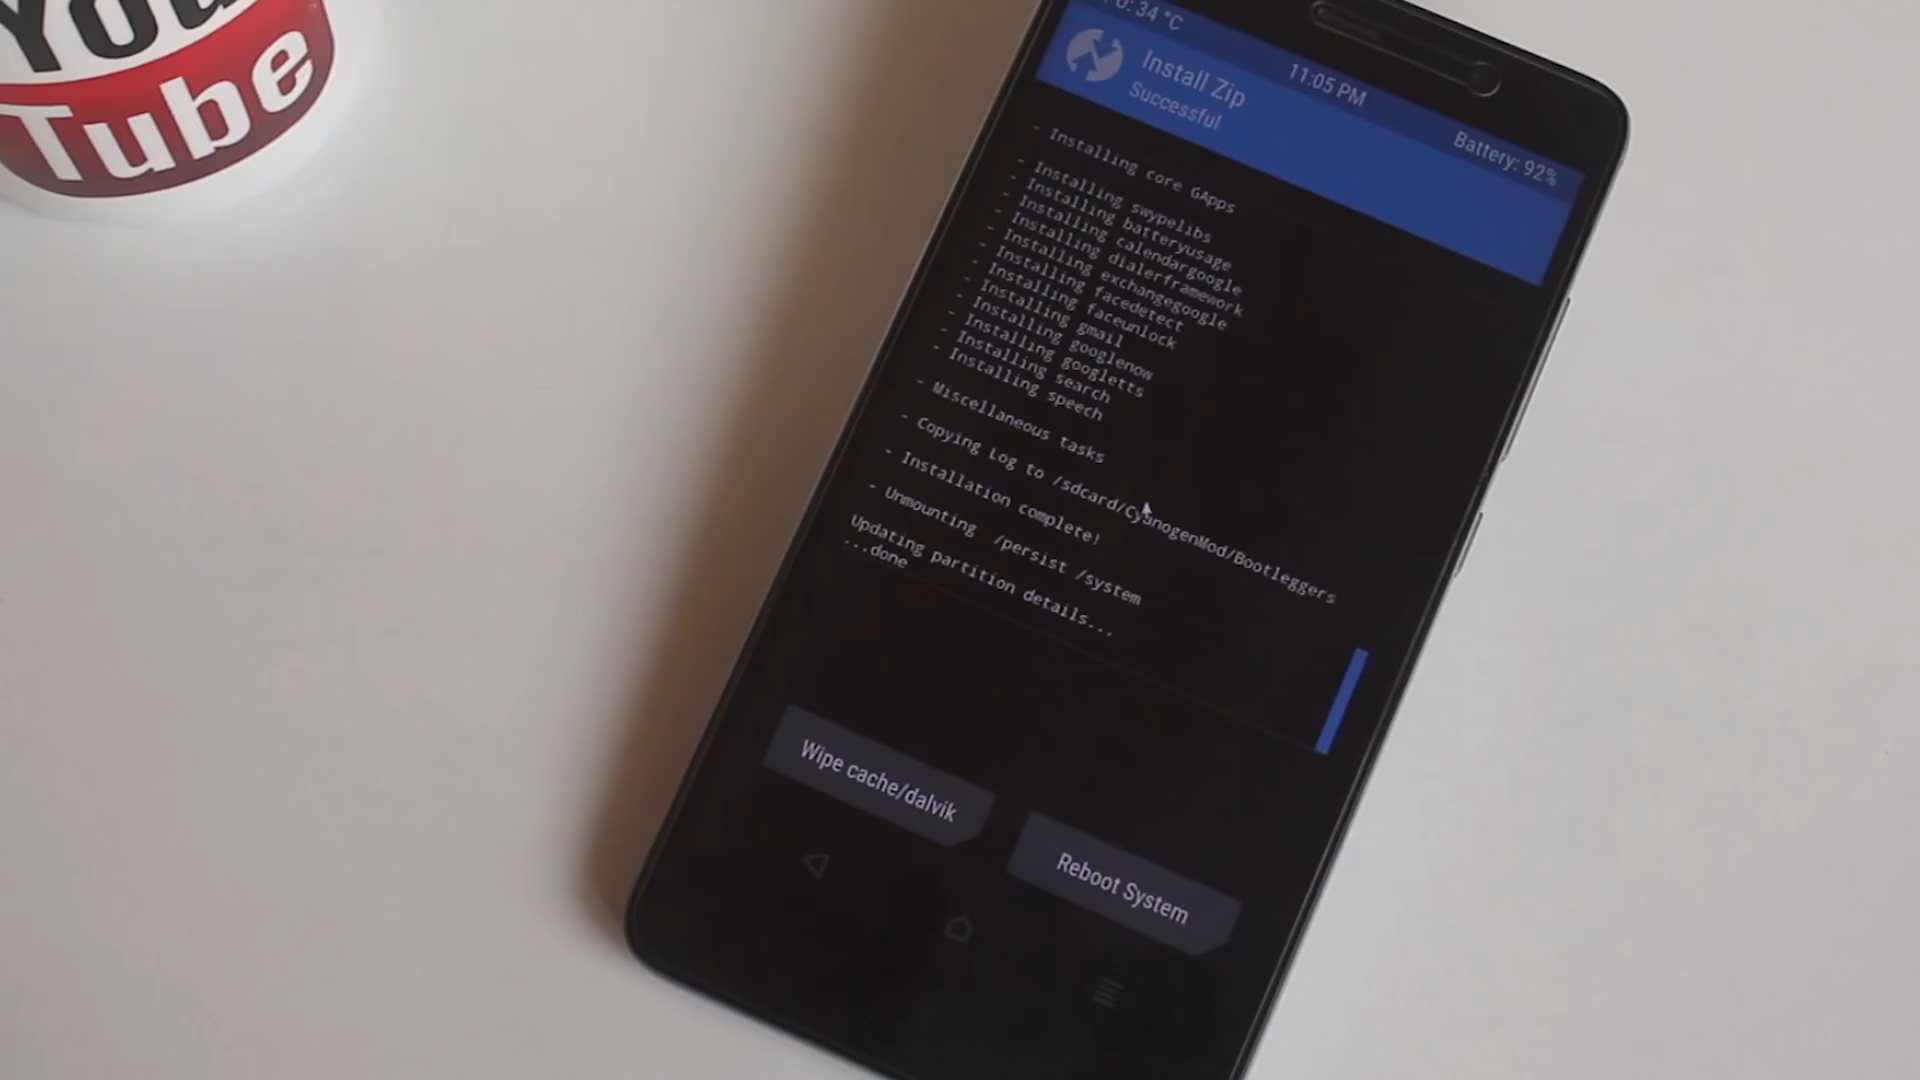 You
Tube
34 °C
11:05 PM
Battery: 92%
Install Zip
Successful
- Installing core GApps
- Installing swypelibs
- Installing batteryusage
- Installing calendargoogle
- Installing dialerframework
- Installing exchangegoogle
- Installing facedetect
- Installing faceunlock
- Installing gmail
- Installing googlenow
- Installing googletts
- Installing search
- Installing speech
- Miscellaneous tasks
- Copying Log to /sdcard/CyanogenMod/Bootleggers
- Installation complete!
- Unmounting /persist /system
Updating partition details...
...done
Wipe cache/dalvik
Reboot System